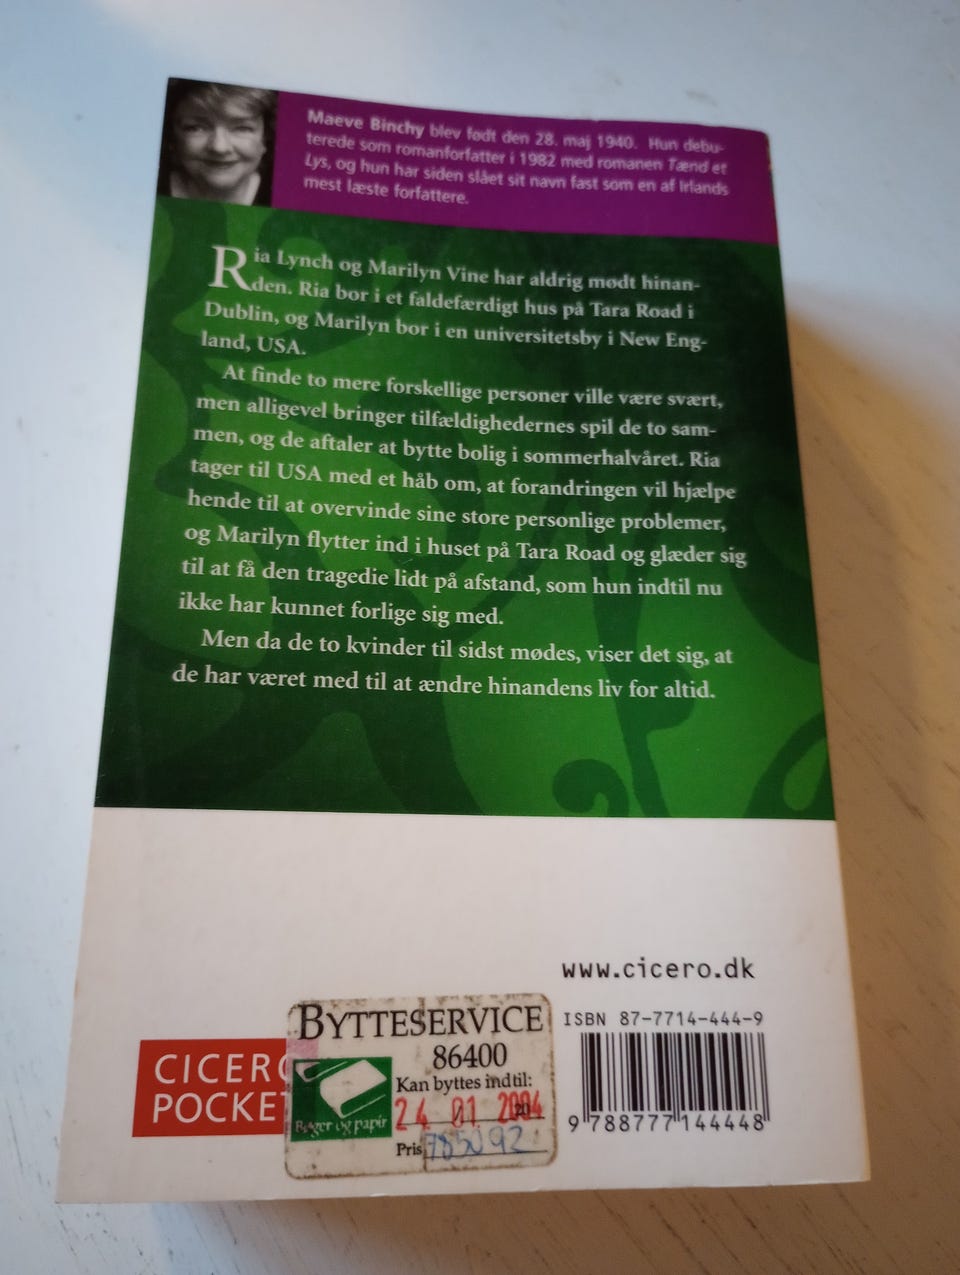 Maeve Binchy blev født den 28. maj 1940. Hun debu-
terede som romanforfatter i 1982 med romanen Tænd et
Lys, og hun har siden slået sit navn fast som en af Irlands
mest læste forfattere.
Ria Lynch og Marilyn Vine har aldrig mødt hinan-
den. Ria bor i et faldefærdigt hus på Tara Road i
Dublin, og Marilyn bor i en universitetsby i New Eng-
land, USA.
At finde to mere forskellige personer ville være svært,
men alligevel bringer tilfældighedernes spil de to sam-
men, og de aftaler at bytte bolig i sommerhalvåret. Ria
tager til USA med et håb om, at forandringen vil hjælpe
hende til at overvinde sine store personlige problemer,
og Marilyn flytter ind i huset på Tara Road og glæder sig
til at få den tragedie lidt på afstand, som hun indtil nu
ikke har kunnet forlige sig med.
Men da de to kvinder til sidst mødes, viser det sig, at
de har været med til at ændre hinandens liv for altid.
www.cicero.dk
ISBN 87-7714-444-9
9 788777 144448
CICERO
POCKET
BYTTESERVICE
86400
Kan byttes indtil:
24 01 2004
Bøger og papir
Pris